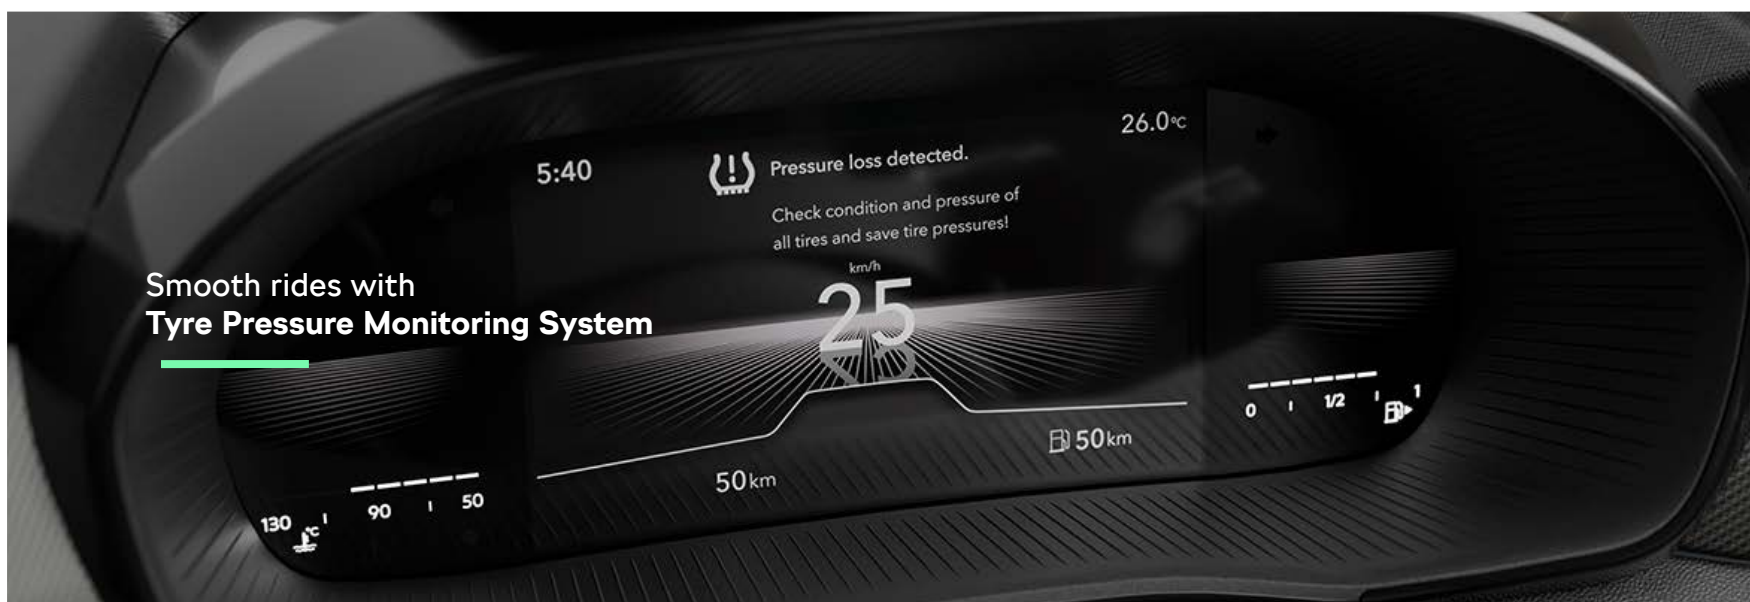 26.0°C
5:40
Pressure loss detected.
Check condition and pressure of
all tires and save tire pressures!
km/h
25
Smooth rides with
Tyre Pressure Monitoring System
0 1/2 1
50km
50km
130 90 50
°C